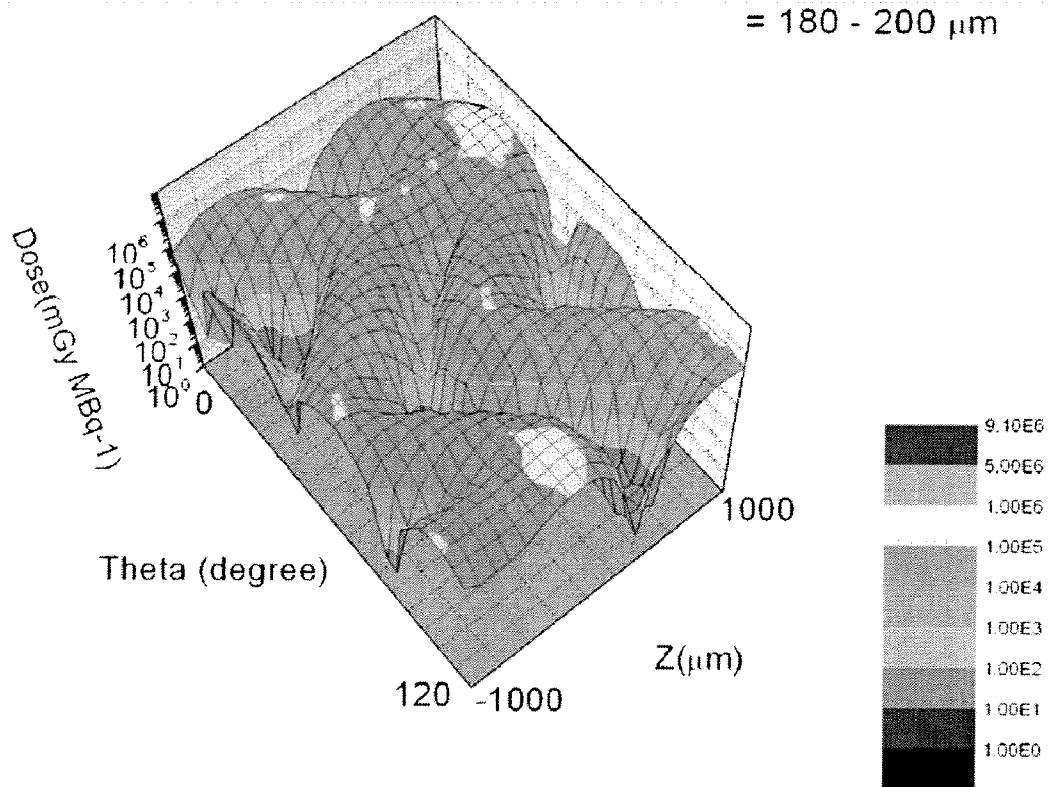 = 180 - 200 μm
Dose(mGy MBq-1)
10⁶
10⁵
10⁴
10³
10²
10¹
10⁰
0
Theta (degree)
120
-1000
Z(μm)
1000
9.10E6
5.00E6
1.00E6
1.00E5
1.00E4
1.00E3
1.00E2
1.00E1
1.00E0